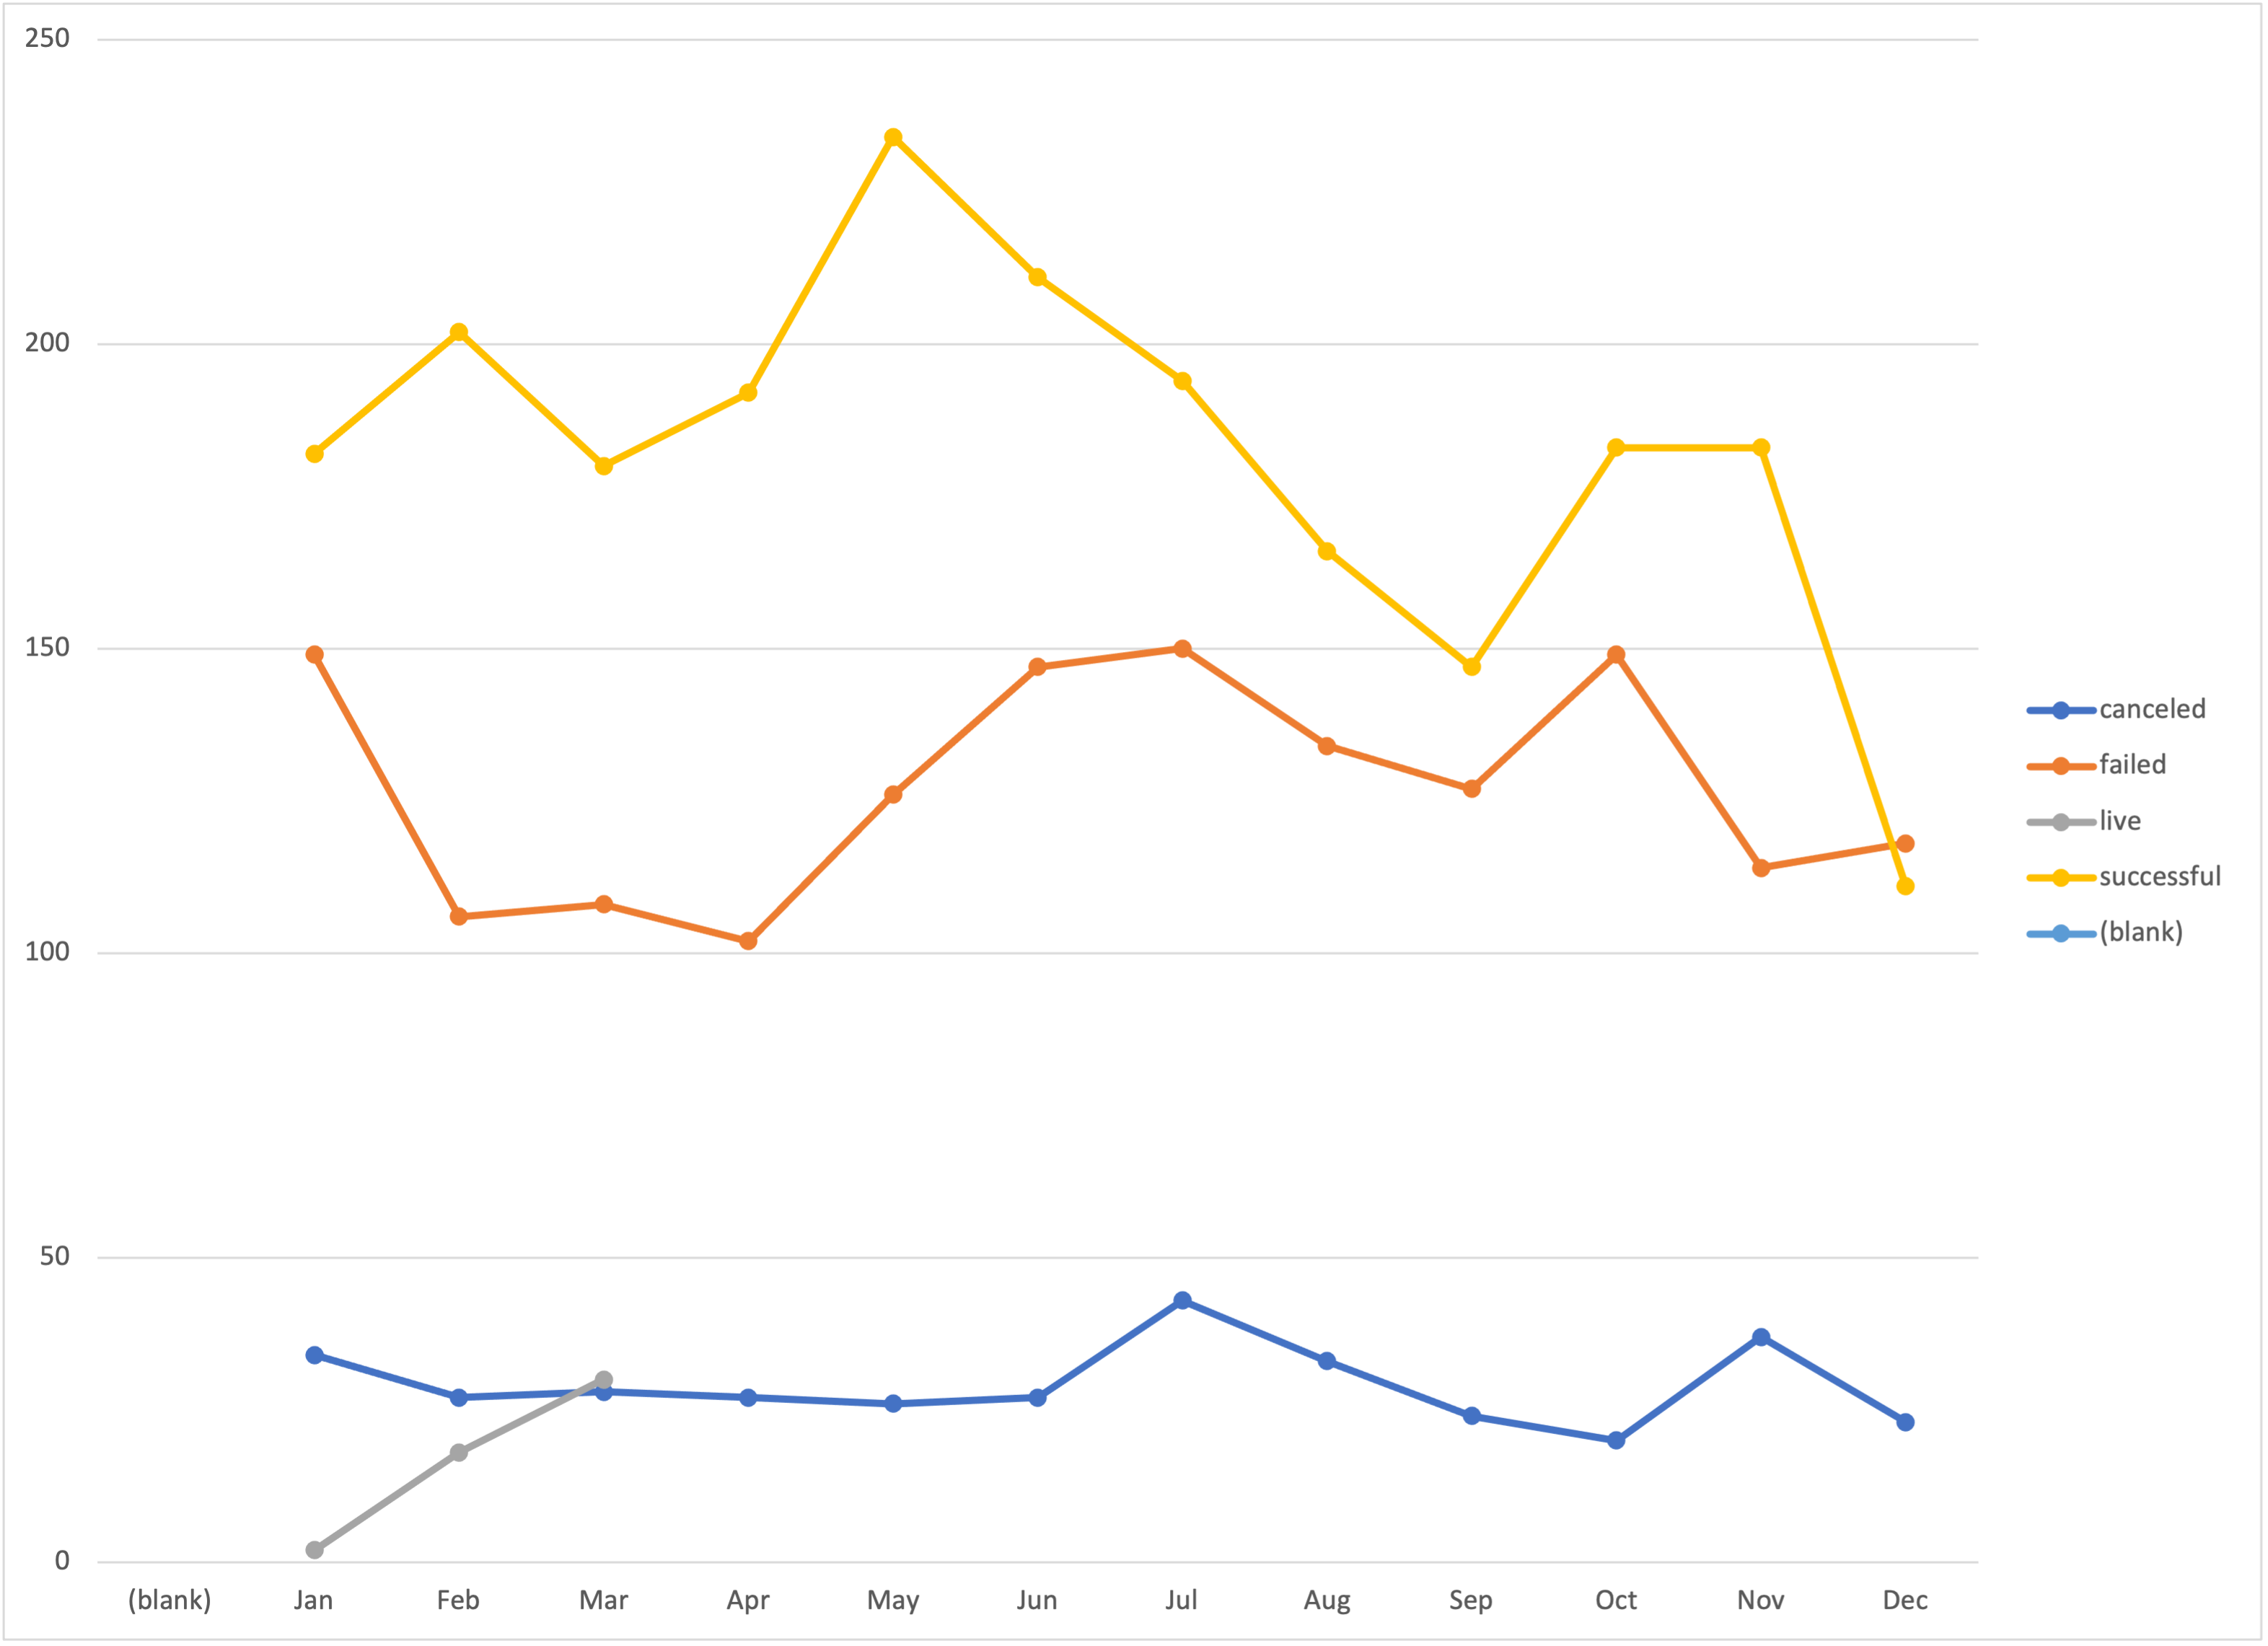 250
200
150
100
50
0
(blank) Jan Feb Mar Apr May Jun Jul Aug Sep Oct Nov Dec
canceled
failed
live
successful
(blank)